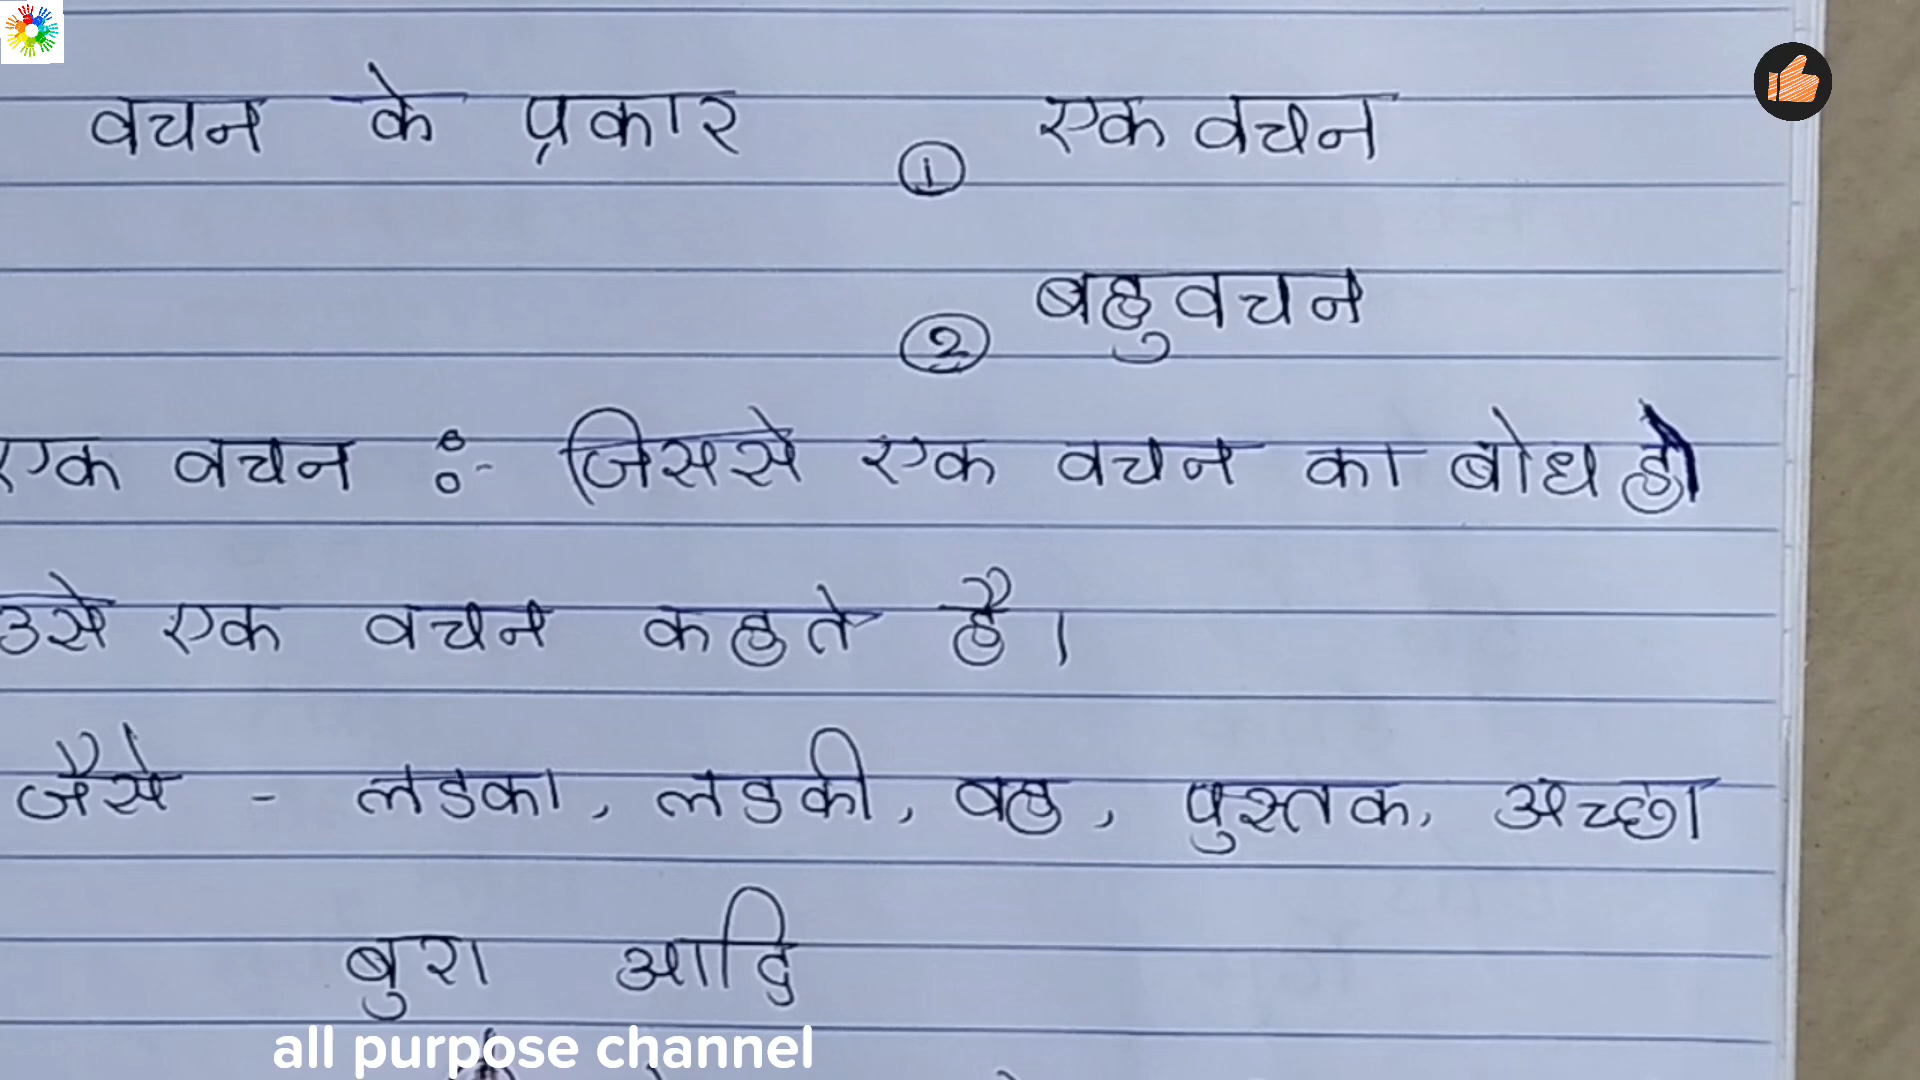 वचन के प्रकार ① एक वचन
② बहुवचन
एक वचन :- जिससे एक वचन का बोध हो
उसे एक वचन कहते है।
जैसे - लडका, लडकी, वह, पुस्तक, अच्छा
बुरा आदि
all purpose channel